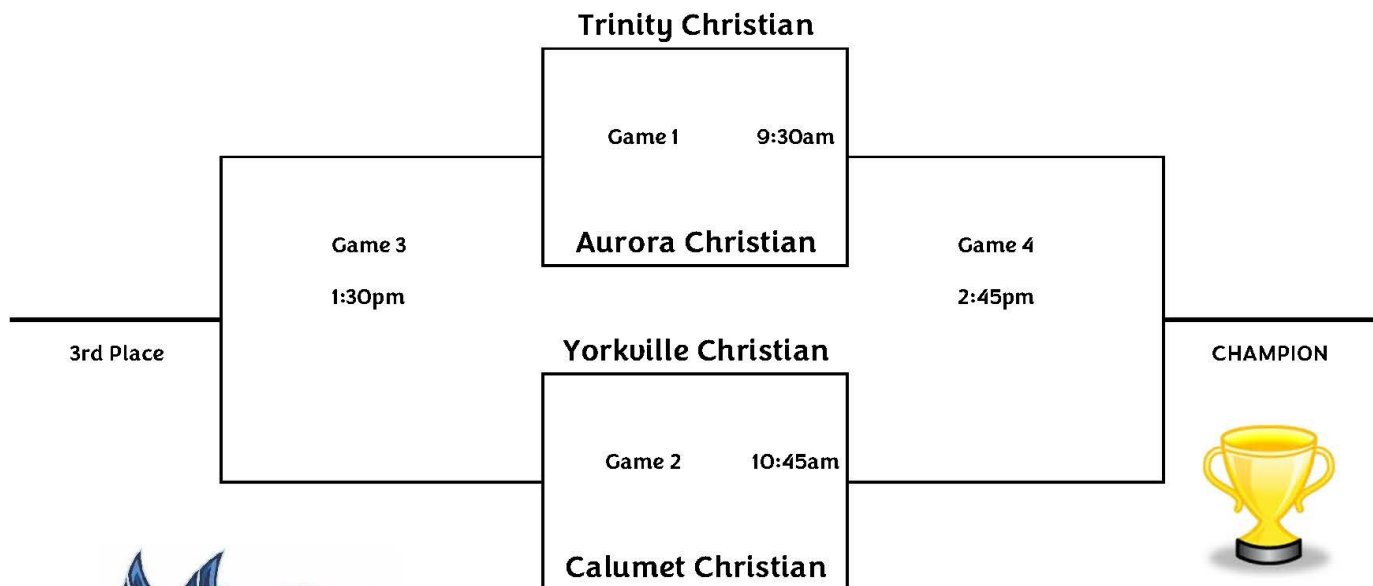 Trinity Christian
Game 1 9:30am
Game 3 Aurora Christian Game 4
1:30pm 2:45pm
3rd Place Yorkville Christian CHAMPION
Game 2 10:45am
Calumet Christian